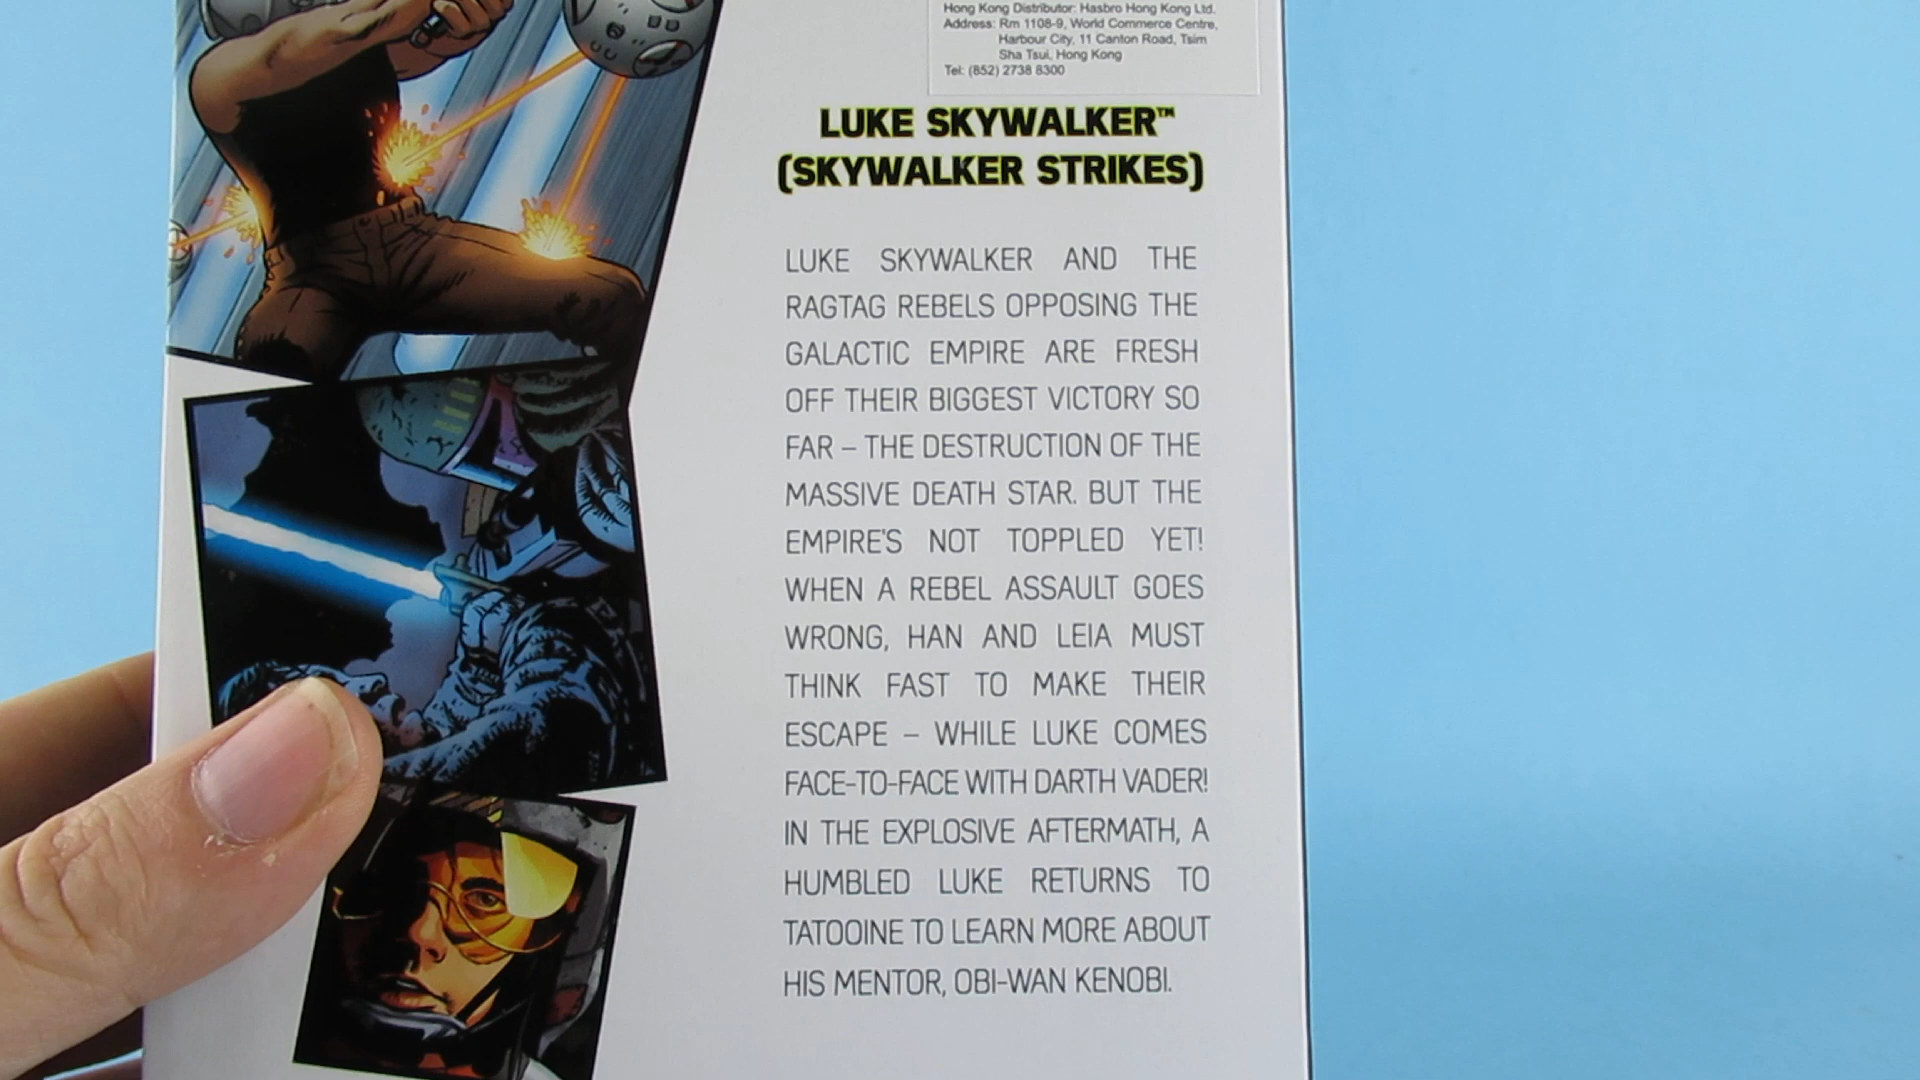 Hong Kong Distributor: Hasbro Hong Kong Ltd.
Address: Rm 1108-9, World Commerce Centre,
Harbour City, 11 Canton Road, Tsim
Sha Tsui, Hong Kong
Tel: (852) 2738 8300
LUKE SKYWALKER™
(SKYWALKER STRIKES)
LUKE SKYWALKER AND THE
RAGTAG REBELS OPPOSING THE
GALACTIC EMPIRE ARE FRESH
OFF THEIR BIGGEST VICTORY SO
FAR – THE DESTRUCTION OF THE
MASSIVE DEATH STAR. BUT THE
EMPIRE'S NOT TOPPLED YET!
WHEN A REBEL ASSAULT GOES
WRONG, HAN AND LEIA MUST
THINK FAST TO MAKE THEIR
ESCAPE – WHILE LUKE COMES
FACE-TO-FACE WITH DARTH VADER!
IN THE EXPLOSIVE AFTERMATH, A
HUMBLED LUKE RETURNS TO
TATOOINE TO LEARN MORE ABOUT
HIS MENTOR, OBI-WAN KENOBI.